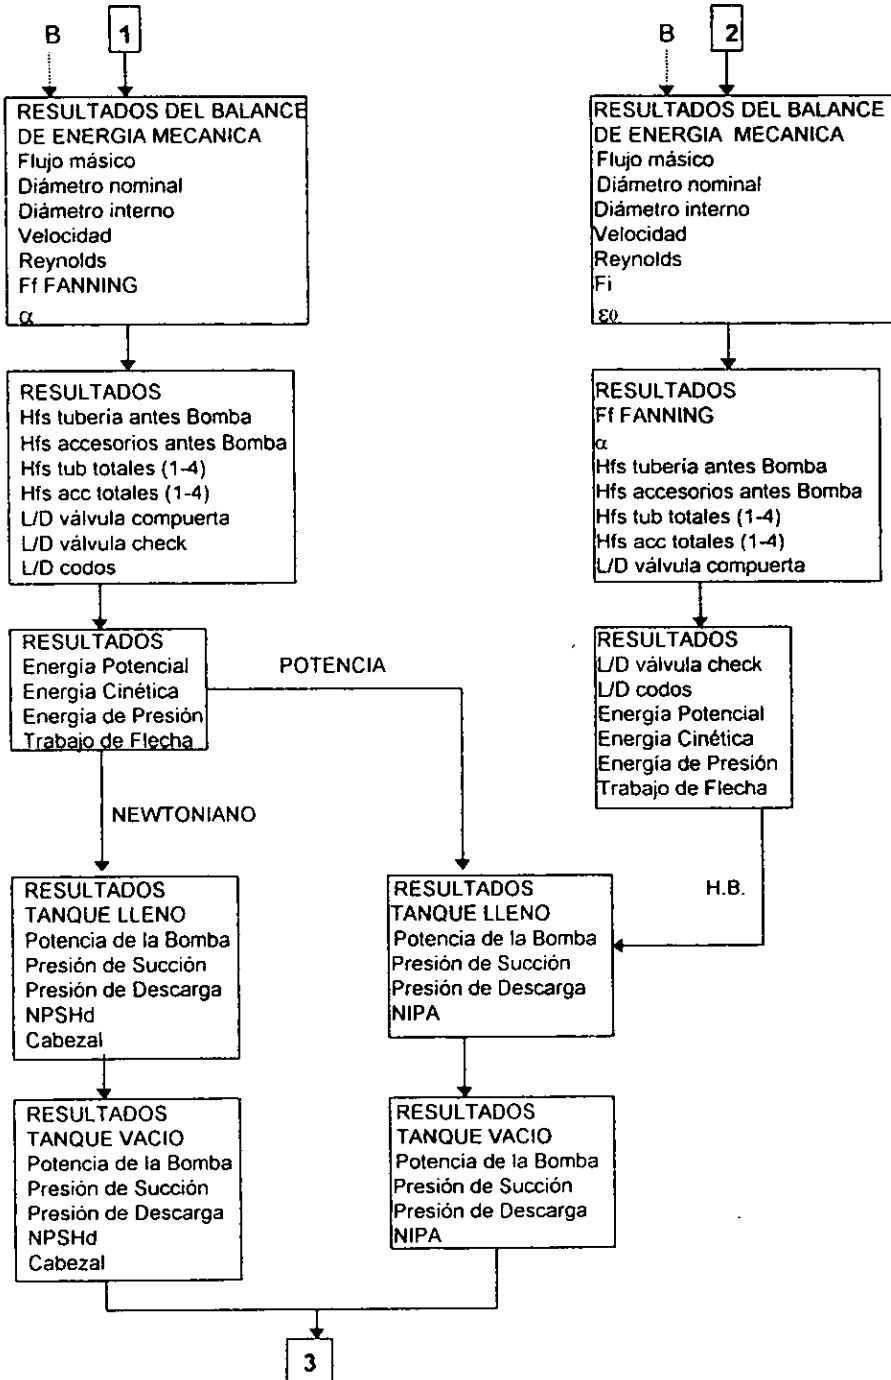 B
1
RESULTADOS DEL BALANCE
DE ENERGIA MECANICA
Flujo másico
Diámetro nominal
Diámetro interno
Velocidad
Reynolds
Ff FANNING
α
RESULTADOS
Hfs tubería antes Bomba
Hfs accesorios antes Bomba
Hfs tub totales (1-4)
Hfs acc totales (1-4)
L/D válvula compuerta
L/D válvula check
L/D codos
RESULTADOS
Energía Potencial
Energía Cinética
Energía de Presión
Trabajo de Flecha
POTENCIA
NEWTONIANO
RESULTADOS
TANQUE LLENO
Potencia de la Bomba
Presión de Succión
Presión de Descarga
NPSHd
Cabezal
RESULTADOS
TANQUE VACIO
Potencia de la Bomba
Presión de Succión
Presión de Descarga
NPSHd
Cabezal
B
2
RESULTADOS DEL BALANCE
DE ENERGIA MECANICA
Flujo másico
Diámetro nominal
Diámetro interno
Velocidad
Reynolds
Fi
ε0
RESULTADOS
Ff FANNING
α
Hfs tubería antes Bomba
Hfs accesorios antes Bomba
Hfs tub totales (1-4)
Hfs acc totales (1-4)
L/D válvula compuerta
RESULTADOS
L/D válvula check
L/D codos
Energía Potencial
Energía Cinética
Energía de Presión
Trabajo de Flecha
H.B.
RESULTADOS
TANQUE LLENO
Potencia de la Bomba
Presión de Succión
Presión de Descarga
NIPA
RESULTADOS
TANQUE VACIO
Potencia de la Bomba
Presión de Succión
Presión de Descarga
NIPA
3